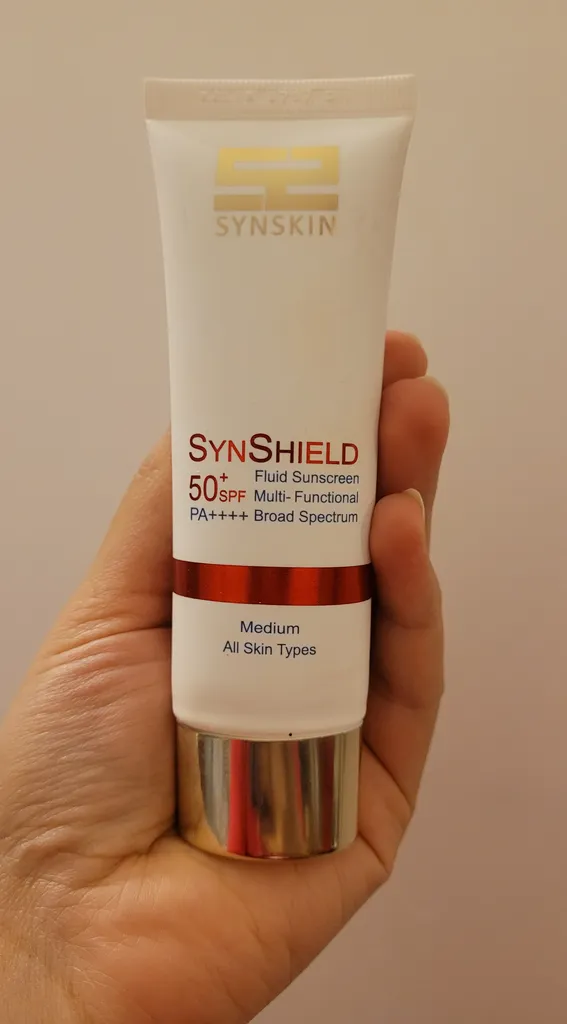 SYNSKIN
SYNSHIELD
50+ SPF
Fluid Sunscreen
Multi- Functional
PA++++ Broad Spectrum
Medium
All Skin Types